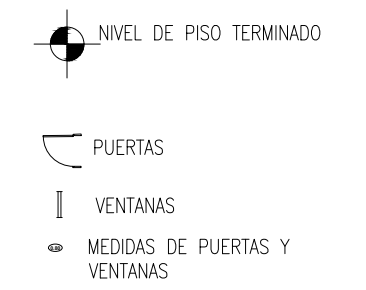 NIVEL DE PISO TERMINADO
PUERTAS
VENTANAS
MEDIDAS DE PUERTAS Y
VENTANAS